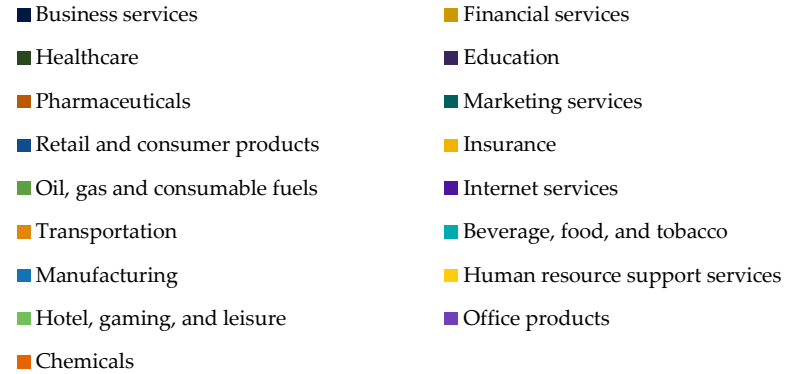 Business services
Financial services
Healthcare
Education
Pharmaceuticals
Marketing services
Retail and consumer products
Insurance
Oil, gas and consumable fuels
Internet services
Transportation
Beverage, food, and tobacco
Manufacturing
Human resource support services
Hotel, gaming, and leisure
Office products
Chemicals